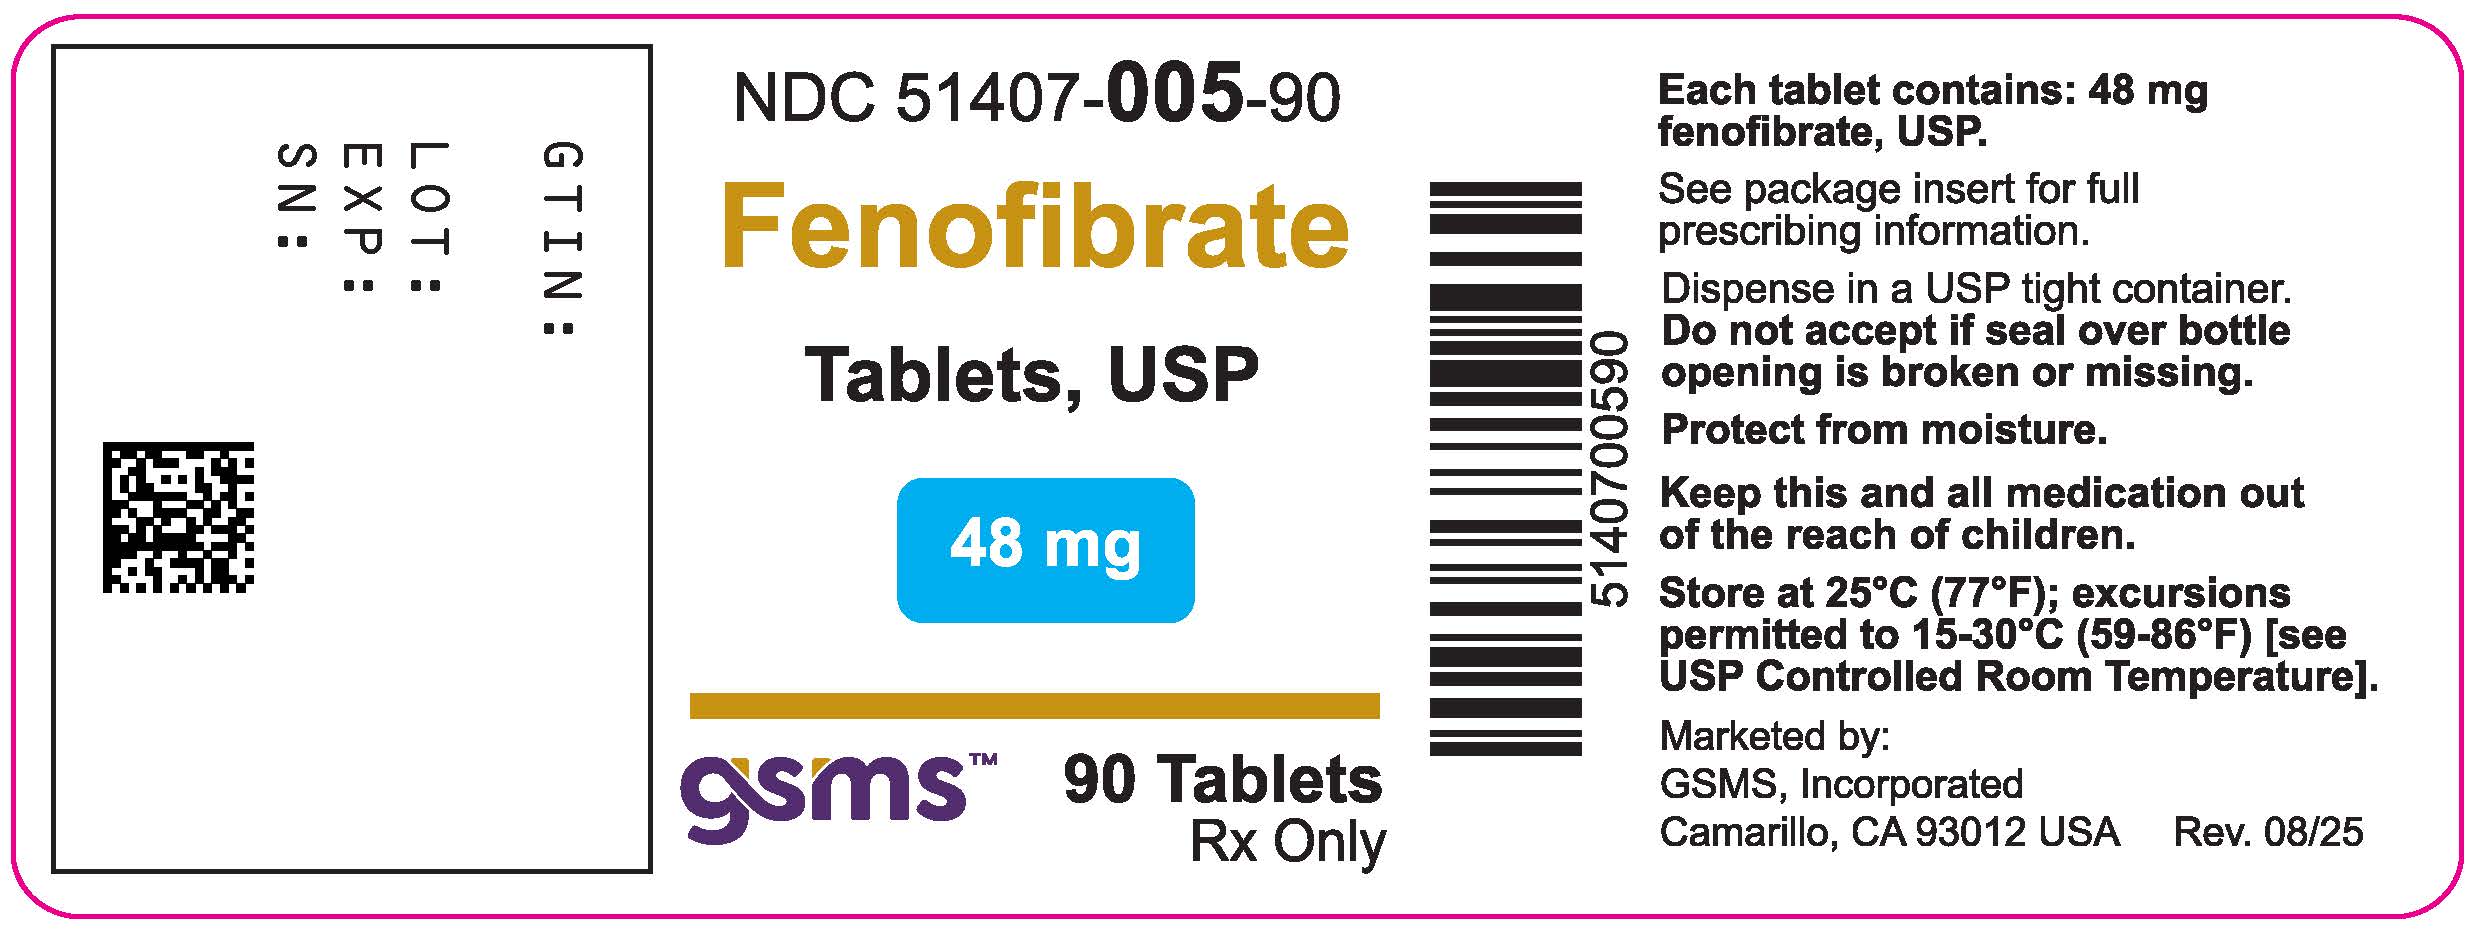 GTIN:
LOT:
EXP:
SN:
NDC 51407-005-90
Fenofibrate
Tablets, USP
48 mg
gsms™
90 Tablets
Rx Only
5140700590
Each tablet contains: 48 mg
fenofibrate, USP.
See package insert for full
prescribing information.
Dispense in a USP tight container.
Do not accept if seal over bottle
opening is broken or missing.
Protect from moisture.
Keep this and all medication out
of the reach of children.
Store at 25°C (77°F); excursions
permitted to 15-30°C (59-86°F) [see
USP Controlled Room Temperature].
Marketed by:
GSMS, Incorporated
Camarillo, CA 93012 USA Rev. 08/25